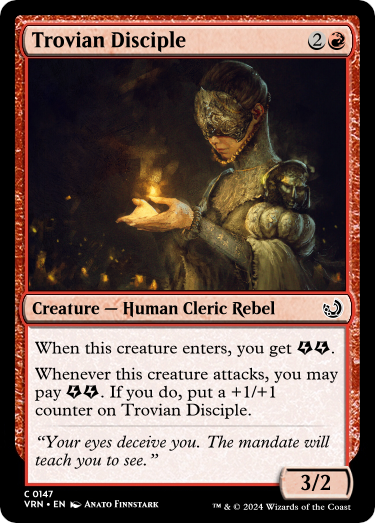 Trovian Disciple 2
Creature — Human Cleric Rebel
When this creature enters, you get
Whenever this creature attacks, you may
pay . If you do, put a +1/+1
counter on Trovian Disciple.
“Your eyes deceive you. The mandate will
teach you to see.”
3/2
C 0147
VRN • EN Anato Finnstark
™ & © 2024 Wizards of the Coast